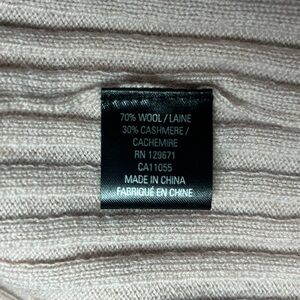 70% WOOL / LAINE
30% CASHMERE /
CACHEMIRE
RN 129671
CA11055
MADE IN CHINA
FABRIQUÉ EN CHINE